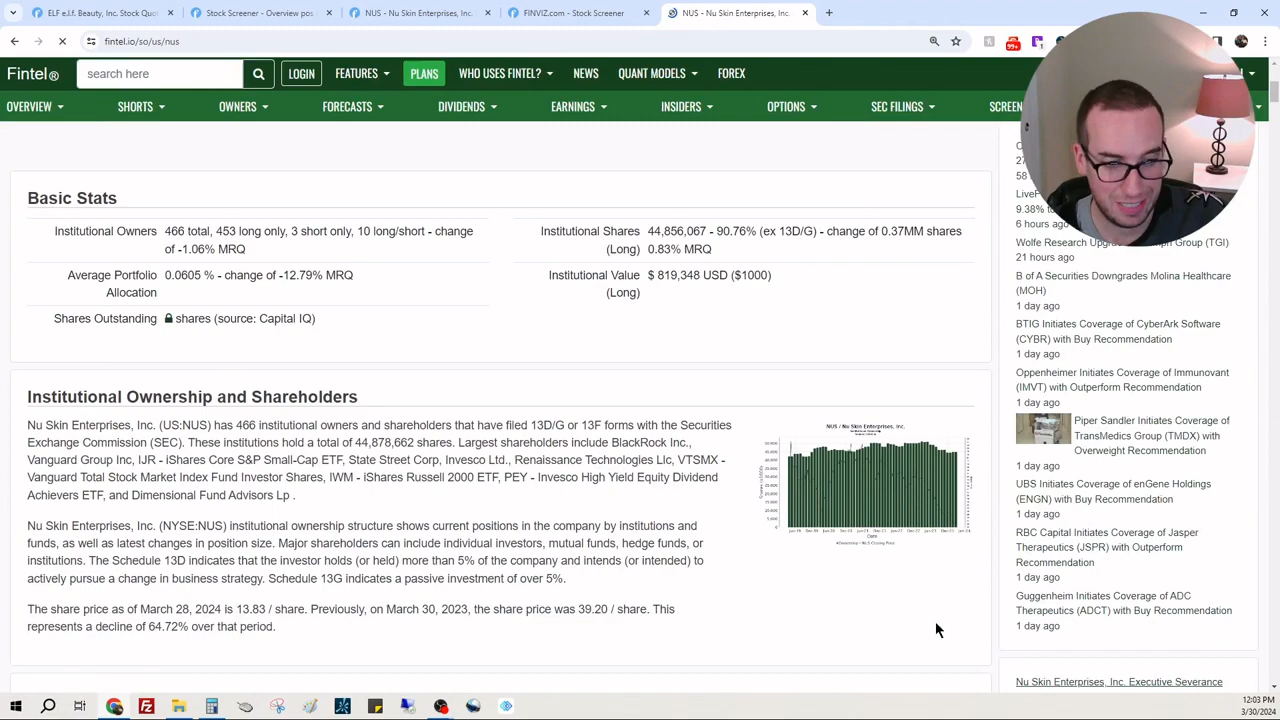 ELF e.l.f. Beauty, Inc. Stock Quo
Stock Screener - Overview pos
NUS - Nu Skin Enterprises, Inc.
FINVIZ.com - Stock Screener
NUS - Nu Skin Enterprises, Inc.
fintel.io/so/us/nus
99+
Fintel®
search here
LOGIN
FEATURES
PLANS
WHO USES FINTEL?
NEWS
QUANT MODELS
FOREX
OVERVIEW
SHORTS
OWNERS
FORECASTS
DIVIDENDS
EARNINGS
INSIDERS
OPTIONS
SEC FILINGS
Basic Stats
Institutional Owners 466 total, 453 long only, 3 short only, 10 long/short - change
of -1.06% MRQ
Average Portfolio 0.0605 % - change of -12.79% MRQ
Allocation
Shares Outstanding shares (source: Capital IQ)
Institutional Shares 44,856,067 - 90.76% (ex 13D/G) - change of 0.37MM shares
(Long) 0.83% MRQ
Institutional Value $ 819,348 USD ($1000)
(Long)
Institutional Ownership and Shareholders
Nu Skin Enterprises, Inc. (US:NUS) has 466 institutional owners and shareholders that have filed 13D/G or 13F forms with the Securities
Exchange Commission (SEC). These institutions hold a total of 44,878,662 shares. Largest shareholders include BlackRock Inc.,
Vanguard Group Inc, IJR - iShares Core S&P Small-Cap ETF, State Street Corp, Invesco Ltd., Renaissance Technologies Llc, VTSMX -
Vanguard Total Stock Market Index Fund Investor Shares, IWM - iShares Russell 2000 ETF, PEY - Invesco High Yield Equity Dividend
Achievers ETF, and Dimensional Fund Advisors Lp .
Nu Skin Enterprises, Inc. (NYSE:NUS) institutional ownership structure shows current positions in the company by institutions and
funds, as well as latest changes in position size. Major shareholders can include individual investors, mutual funds, hedge funds, or
institutions. The Schedule 13D indicates that the investor holds (or held) more than 5% of the company and intends (or intended) to
actively pursue a change in business strategy. Schedule 13G indicates a passive investment of over 5%.
The share price as of March 28, 2024 is 13.83 / share. Previously, on March 30, 2023, the share price was 39.20 / share. This
represents a decline of 64.72% over that period.
NUS / Nu Skin Enterprises, Inc.
6 hours ago
Wolfe Research
Group (TGI)
21 hours ago
B of A Securities Downgrades Molina Healthcare
(MOH)
1 day ago
BTIG Initiates Coverage of CyberArk Software
(CYBR) with Buy Recommendation
1 day ago
Oppenheimer Initiates Coverage of Immunovant
(IMVT) with Outperform Recommendation
1 day ago
Piper Sandler Initiates Coverage of
TransMedics Group (TMDX) with
Overweight Recommendation
1 day ago
UBS Initiates Coverage of enGene Holdings
(ENGN) with Buy Recommendation
1 day ago
RBC Capital Initiates Coverage of Jasper
Therapeutics (JSPR) with Outperform
Recommendation
1 day ago
Guggenheim Initiates Coverage of ADC
Therapeutics (ADCT) with Buy Recommendation
1 day ago
Nu Skin Enterprises, Inc. Executive Severance
12:03 PM
3/30/2024